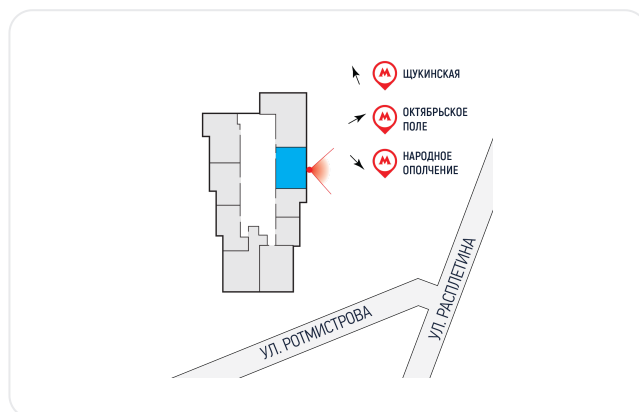 М ЩУКИНСКАЯ
М ОКТЯБРЬСКОЕ
ПОЛЕ
М НАРОДНОЕ
ОПОЛЧЕНИЕ
УЛ. РОТМИСТРОВА
УЛ. РАСПЛЕТИНА